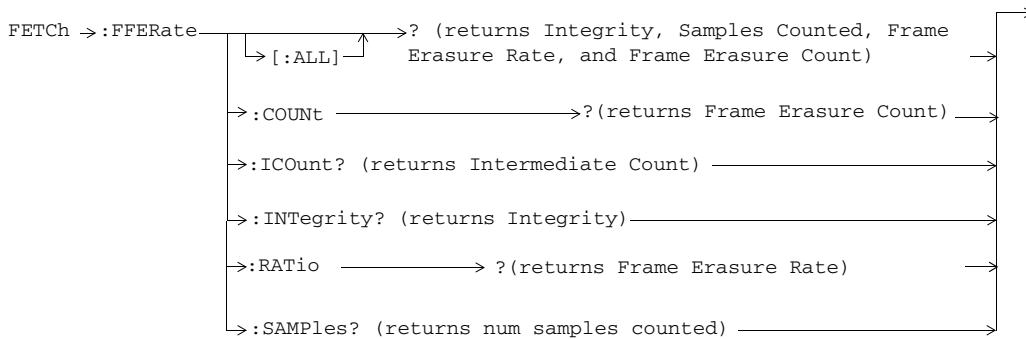 FETCh :FFERate ? (returns Integrity, Samples Counted, Frame
[:ALL] Erasure Rate, and Frame Erasure Count)
:COUNt ?(returns Frame Erasure Count)
:ICOunt? (returns Intermediate Count)
:INTegrity? (returns Integrity)
:RATio ?(returns Frame Erasure Rate)
:SAMPles? (returns num samples counted)